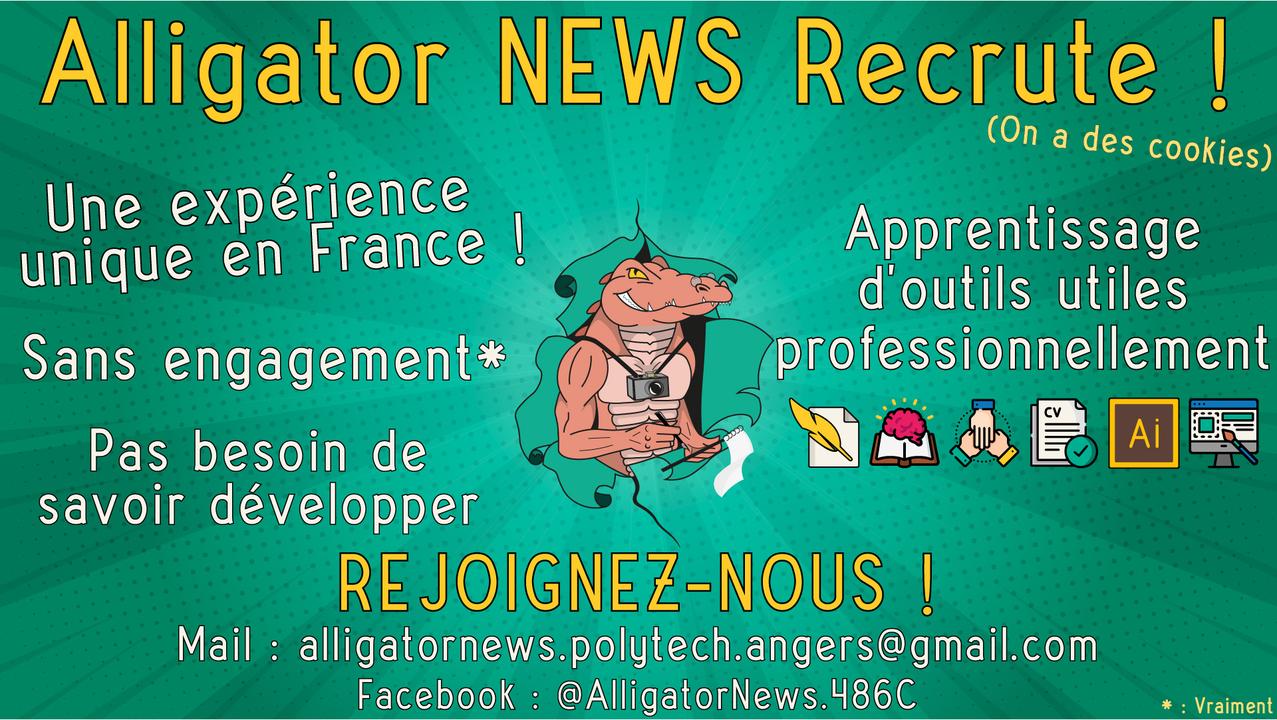 Alligator NEWS Recrute !
(On a des cookies)
Une expérience
unique en France !
Sans engagement*
Pas besoin de
savoir développer
Apprentissage
d'outils utiles
professionnellement
CV
Ai
REJOIGNEZ-NOUS !
Mail : alligatornews.polytech.angers@gmail.com
Facebook : @AlligatorNews.486C
* : Vraiment